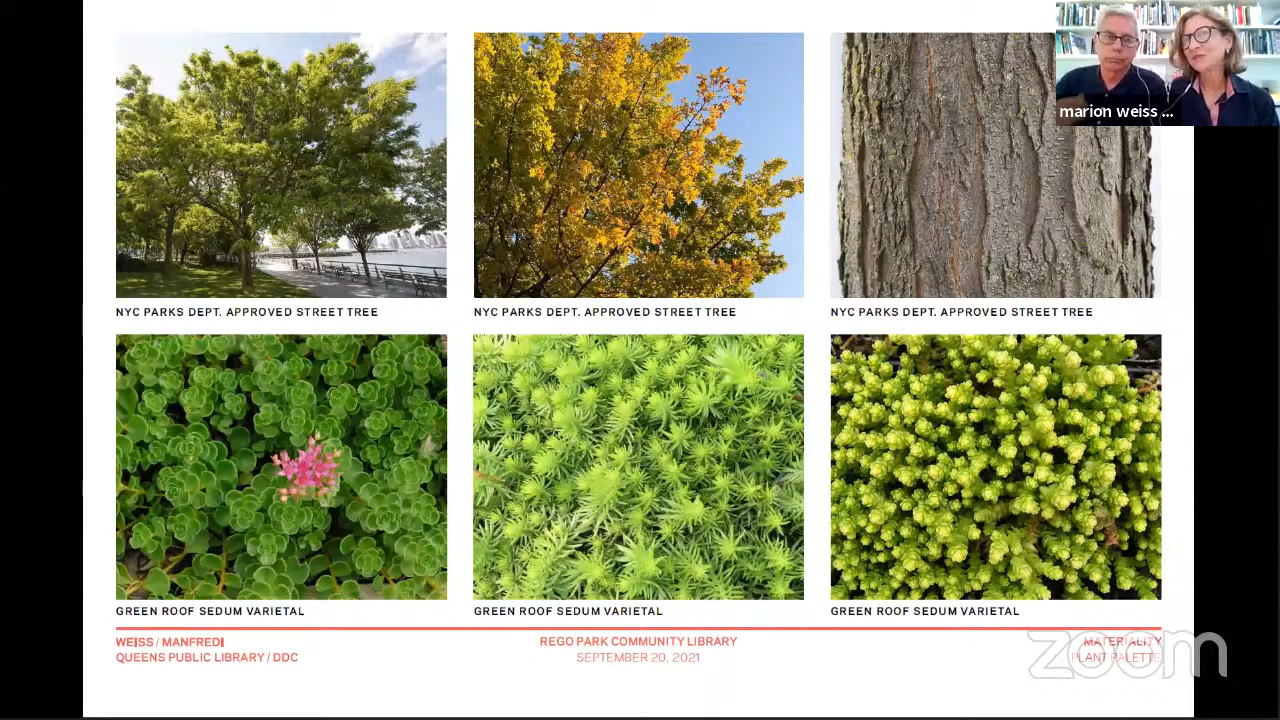 marion weiss ...
NYC PARKS DEPT. APPROVED STREET TREE
NYC PARKS DEPT. APPROVED STREET TREE
NYC PARKS DEPT. APPROVED STREET TREE
GREEN ROOF SEDUM VARIETAL
GREEN ROOF SEDUM VARIETAL
GREEN ROOF SEDUM VARIETAL
WEISS / MANFREDI
QUEENS PUBLIC LIBRARY / DDC
REGO PARK COMMUNITY LIBRARY
SEPTEMBER 20, 2021
MATERIALITY
PLANT PALETTE
zoom